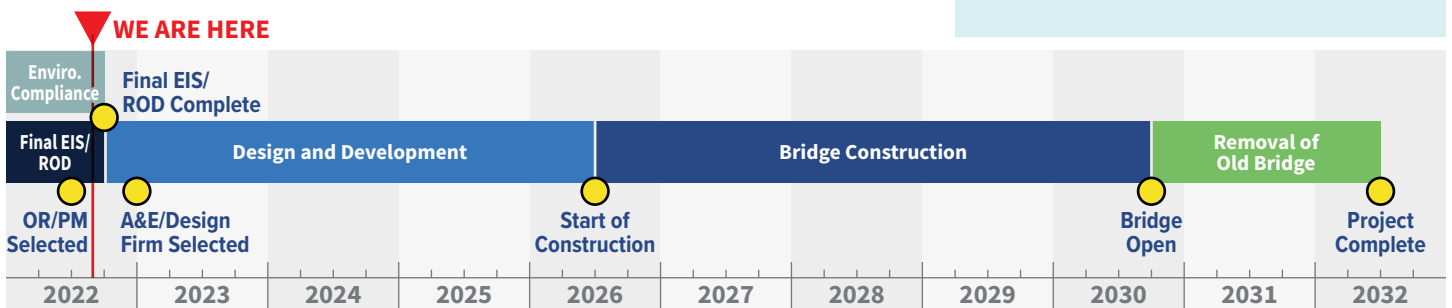 WE ARE HERE
Enviro.
Compliance
Final EIS/
ROD Complete
Final EIS/
ROD
Design and Development
Bridge Construction
Removal of
Old Bridge
OR/PM
Selected
A&E/Design
Firm Selected
Start of
Construction
Bridge
Open
Project
Complete
2022
2023
2024
2025
2026
2027
2028
2029
2030
2031
2032